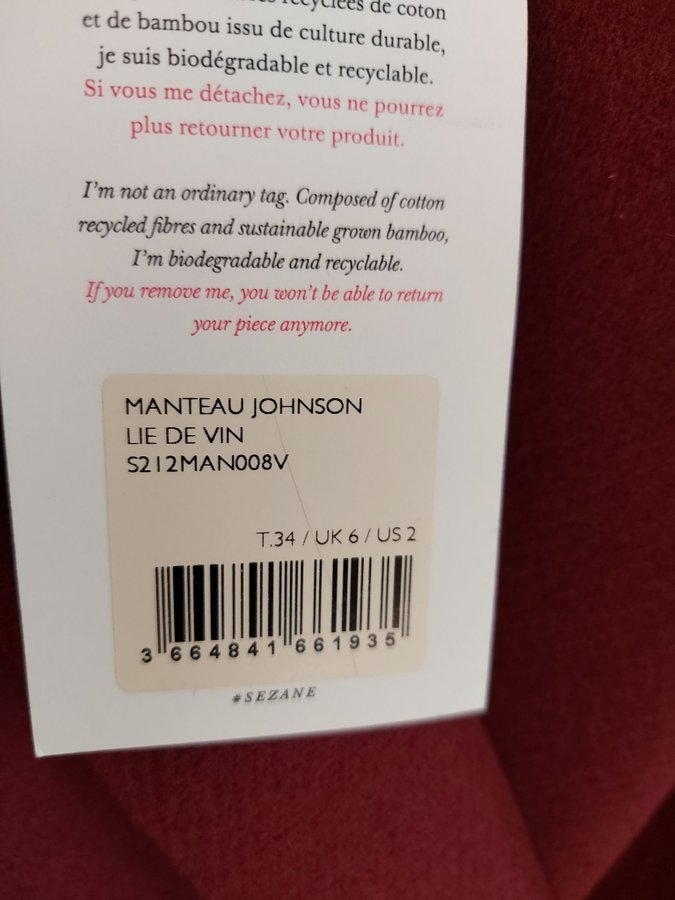 recyclées de coton
et de bambou issu de culture durable,
je suis biodégradable et recyclable.
Si vous me détachez, vous ne pourrez
plus retourner votre produit.
I'm not an ordinary tag. Composed of cotton
recycled fibres and sustainable grown bamboo,
I'm biodegradable and recyclable.
If you remove me, you won't be able to return
your piece anymore.
MANTEAU JOHNSON
LIE DE VIN
S212MAN008V
T.34 / UK 6 / US 2
3 664841 661935
#SEZANE